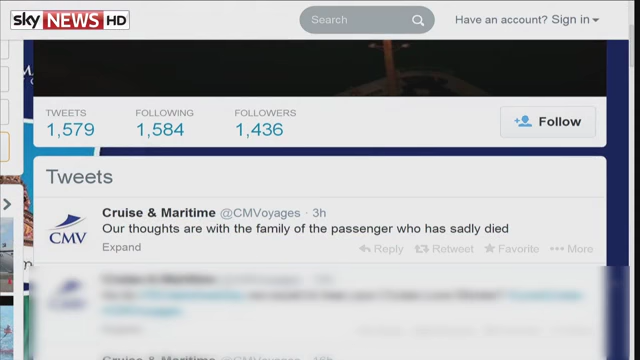 sky NEWS HD
Search
Have an account? Sign in
TWEETS FOLLOWING FOLLOWERS
1,579 1,584 1,436
Follow
Tweets
Cruise & Maritime @CMVoyages · 3h
CMV
Our thoughts are with the family of the passenger who has sadly died
Expand
Reply Retweet Favorite More
Cruise & Maritime